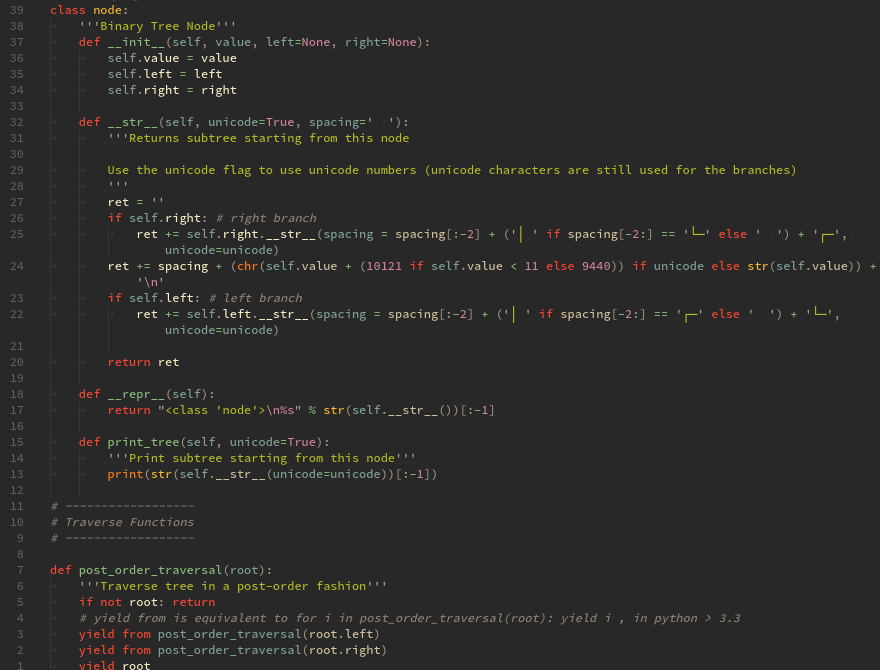 39 class node:
38     '''Binary Tree Node'''
37     def __init__(self, value, left=None, right=None):
36         self.value = value
35         self.left = left
34         self.right = right
33
32     def __str__(self, unicode=True, spacing='  '):
31         '''Returns subtree starting from this node
30
29         Use the unicode flag to use unicode numbers (unicode characters are still used for the branches)
28         '''
27         ret = ''
26         if self.right: # right branch
25             ret += self.right.__str__(spacing = spacing[:-2] + ('│ ' if spacing[-2:] == '└─' else '  ') + '┌─',
                unicode=unicode)
24         ret += spacing + (chr(self.value + (10121 if self.value < 11 else 9440)) if unicode else str(self.value)) +
            '\n'
23         if self.left: # left branch
22             ret += self.left.__str__(spacing = spacing[:-2] + ('│ ' if spacing[-2:] == '┌─' else '  ') + '└─',
                unicode=unicode)
21
20         return ret
19
18     def __repr__(self):
17         return "<class 'node'>\n%s" % str(self.__str__())[:-1]
16
15     def print_tree(self, unicode=True):
14         '''Print subtree starting from this node'''
13         print(str(self.__str__(unicode=unicode))[:-1])
12
11 # ------------------
10 # Traverse Functions
9 # ------------------
8
7 def post_order_traversal(root):
6     '''Traverse tree in a post-order fashion'''
5     if not root: return
4     # yield from is equivalent to for i in post_order_traversal(root): yield i , in python > 3.3
3     yield from post_order_traversal(root.left)
2     yield from post_order_traversal(root.right)
1     yield root